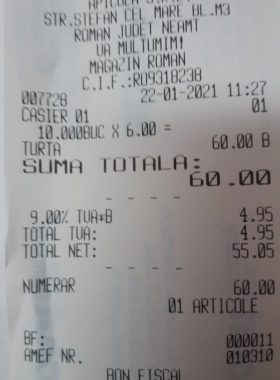 STR.STEFAN CEL MARE BL.M3
ROMAN JUDET NEAMT
VA MULTUMIM!
MAGAZIN ROMAN
C.I.F.:RO9318238
007728 22-01-2021 11:27
CASIER 01 01
10.000BUC X 6.00 =
TURTA 60.00 B
SUMA TOTALA:
60.00
- - - -
9.00% TVA*B 4.95
TOTAL TVA: 4.95
TOTAL NET: 55.05
- - - -
NUMERAR 60.00
01 ARTICOLE
BF: 000011
AMEF NR. 010310
BON FISCAL